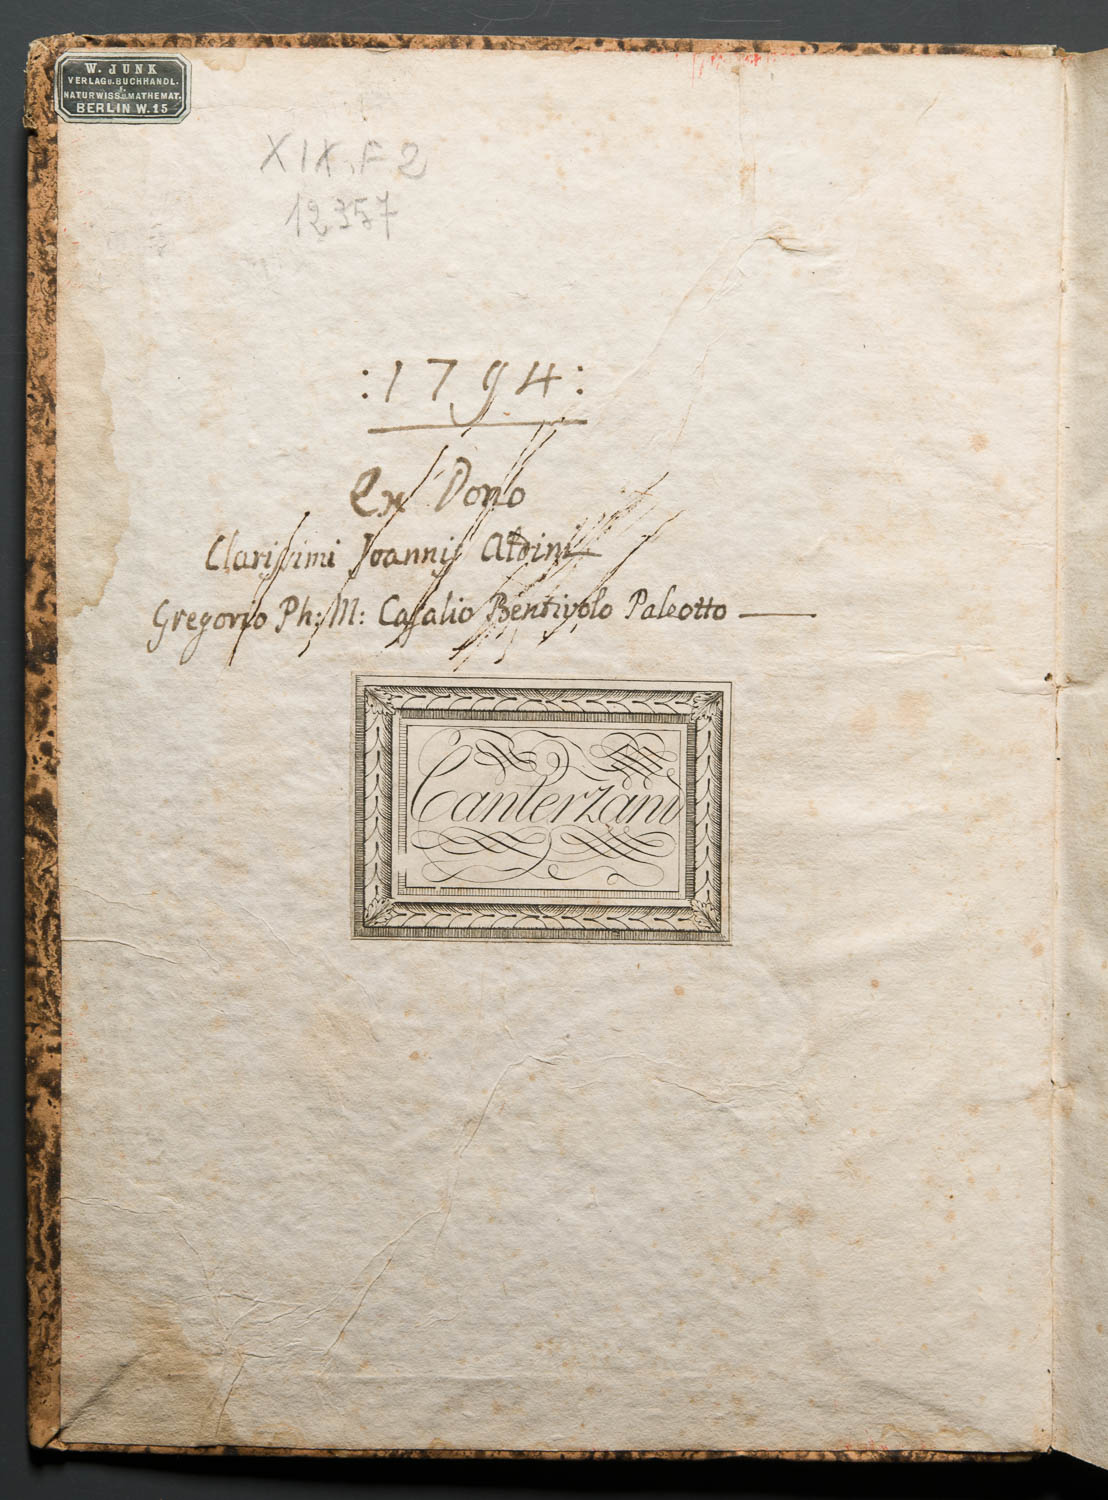 W. JUNK
VERLAG U. BUCHHANDL.
F.
NATURWISS. U. MATHEMAT.
BERLIN W. 15
XIX. F 2
12357
: 1794 :
Ex Dono
Clarissimi Joannis Aldini
Gregorio Ph: M: Casalio Bentivolo Paleotto —
Canterzani